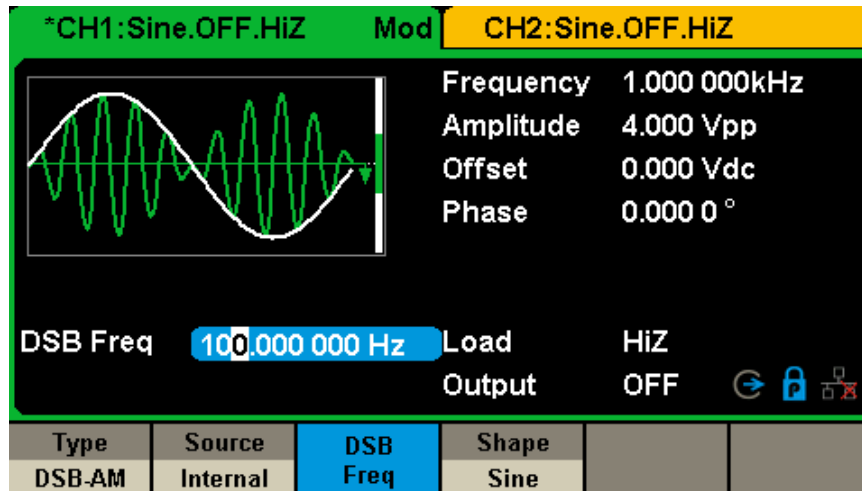 *CH1:Sine.OFF.HiZ Mod CH2:Sine.OFF.HiZ
Frequency 1.000 000kHz
Amplitude 4.000 Vpp
Offset 0.000 Vdc
Phase 0.000 0 °
DSB Freq 100.000 000 Hz Load HiZ
Output OFF P
Type Source DSB Freq Shape
DSB-AM Internal Sine